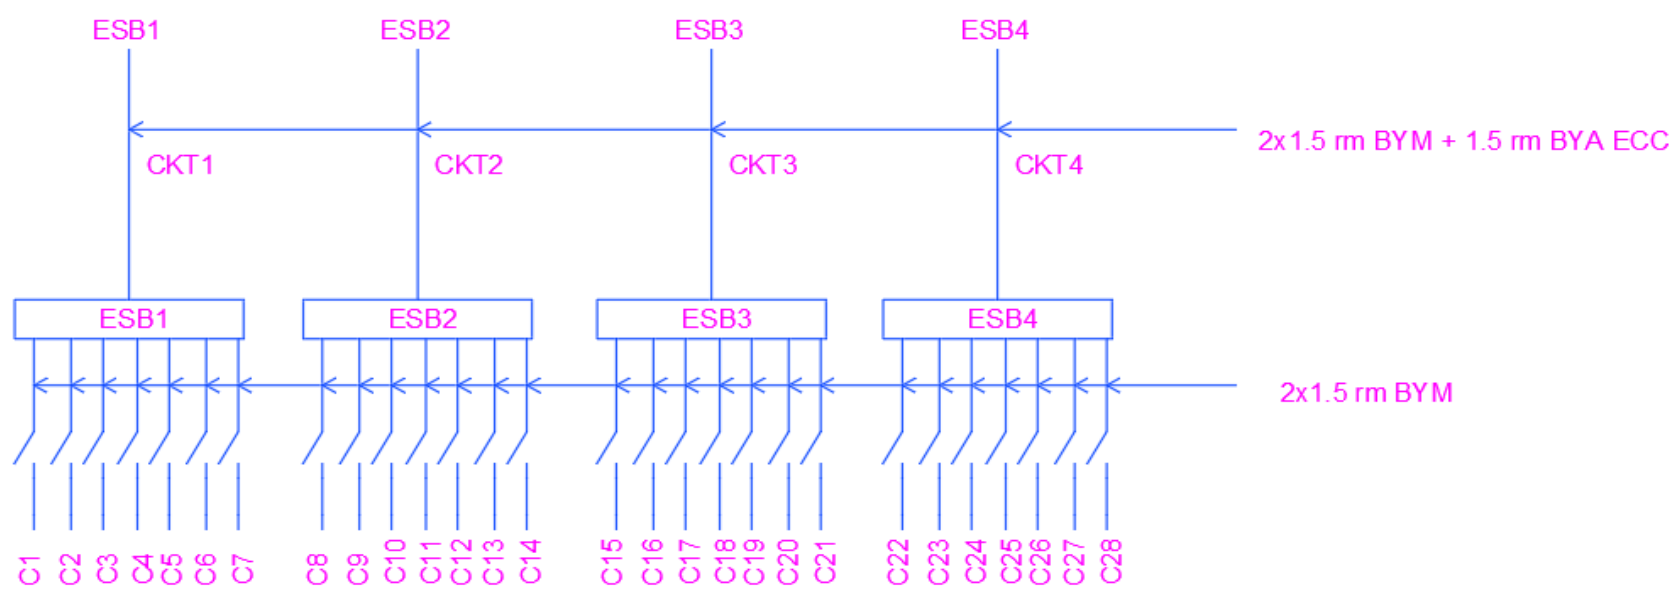 ESB1 ESB2 ESB3 ESB4
2x1.5 rm BYM + 1.5 rm BYA ECC
CKT1 CKT2 CKT3 CKT4
ESB1 ESB2 ESB3 ESB4
2x1.5 rm BYM
C1 C2 C3 C4 C5 C6 C7 C8 C9 C10 C11 C12 C13 C14 C15 C16 C17 C18 C19 C20 C21 C22 C23 C24 C25 C26 C27 C28